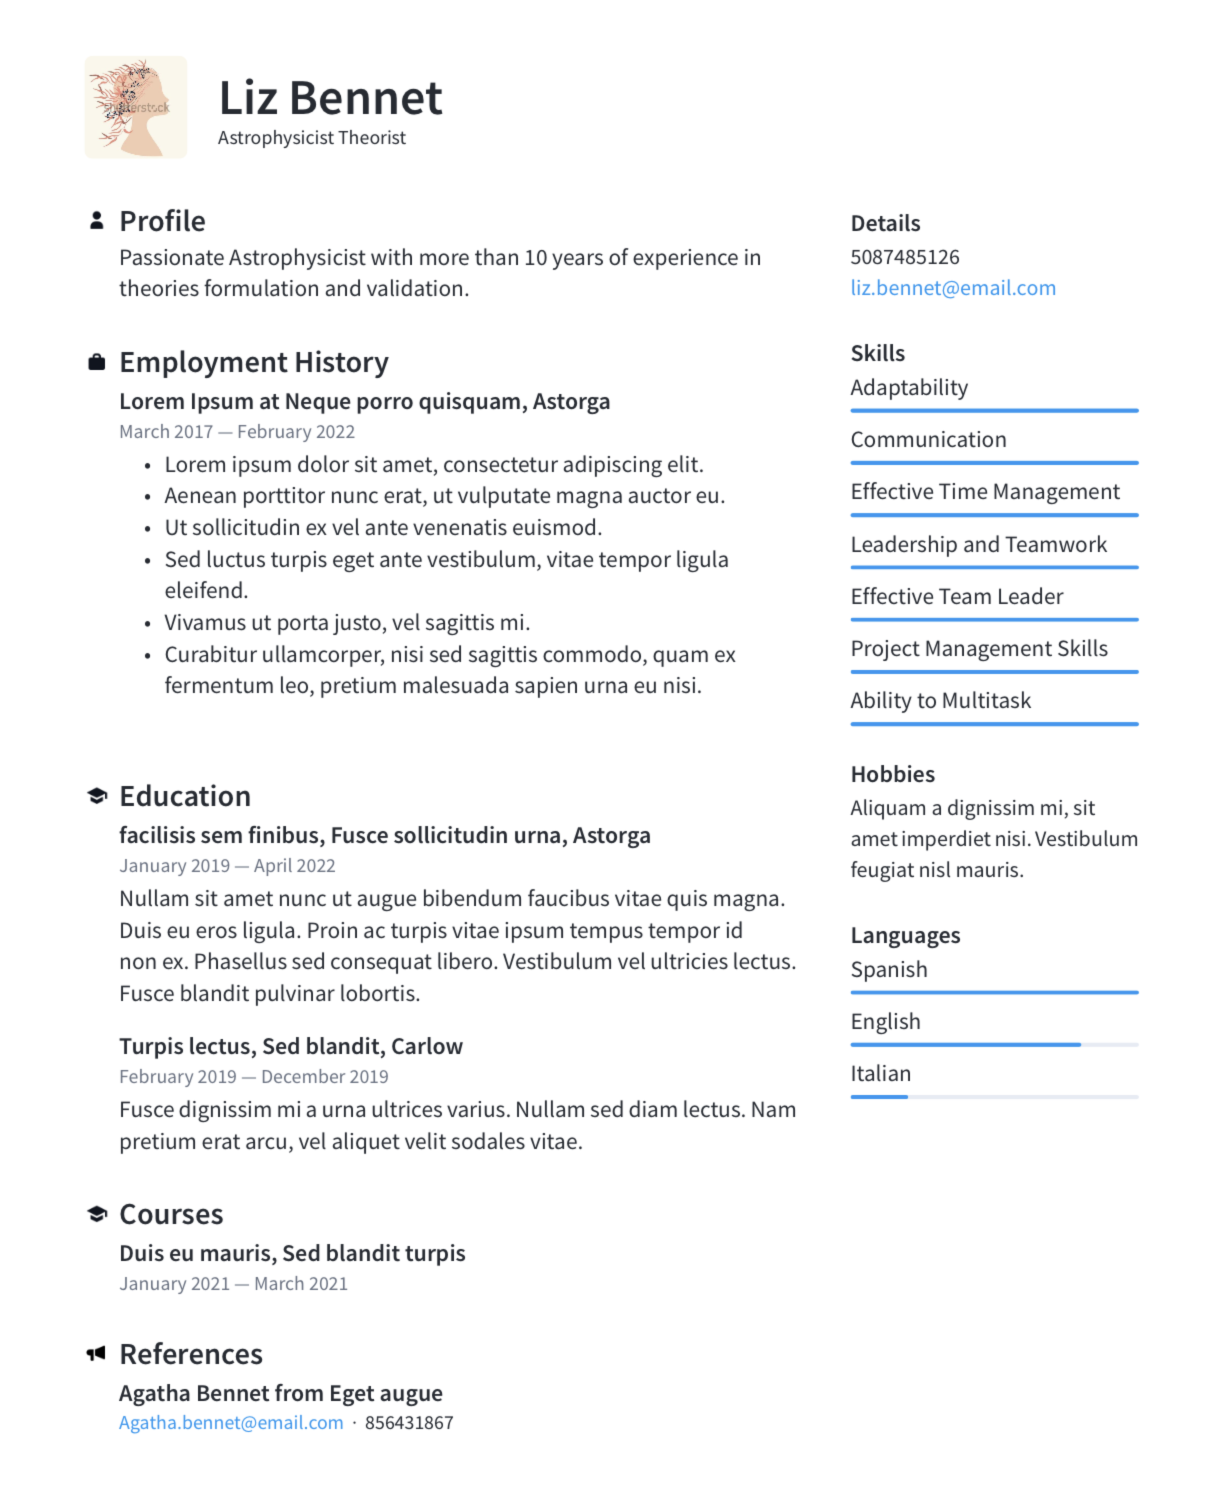 shutterstock
Liz Bennet
Astrophysicist Theorist
Profile
Passionate Astrophysicist with more than 10 years of experience in
theories formulation and validation.
Employment History
Lorem Ipsum at Neque porro quisquam, Astorga
March 2017 — February 2022
• Lorem ipsum dolor sit amet, consectetur adipiscing elit.
• Aenean porttitor nunc erat, ut vulputate magna auctor eu.
• Ut sollicitudin ex vel ante venenatis euismod.
• Sed luctus turpis eget ante vestibulum, vitae tempor ligula
eleifend.
• Vivamus ut porta justo, vel sagittis mi.
• Curabitur ullamcorper, nisi sed sagittis commodo, quam ex
fermentum leo, pretium malesuada sapien urna eu nisi.
Education
facilisis sem finibus, Fusce sollicitudin urna, Astorga
January 2019 — April 2022
Nullam sit amet nunc ut augue bibendum faucibus vitae quis magna.
Duis eu eros ligula. Proin ac turpis vitae ipsum tempus tempor id
non ex. Phasellus sed consequat libero. Vestibulum vel ultricies lectus.
Fusce blandit pulvinar lobortis.
Turpis lectus, Sed blandit, Carlow
February 2019 — December 2019
Fusce dignissim mi a urna ultrices varius. Nullam sed diam lectus. Nam
pretium erat arcu, vel aliquet velit sodales vitae.
Courses
Duis eu mauris, Sed blandit turpis
January 2021 — March 2021
References
Agatha Bennet from Eget augue
Agatha.bennet@email.com · 856431867
Details
5087485126
liz.bennet@email.com
Skills
Adaptability
Communication
Effective Time Management
Leadership and Teamwork
Effective Team Leader
Project Management Skills
Ability to Multitask
Hobbies
Aliquam a dignissim mi, sit
amet imperdiet nisi. Vestibulum
feugiat nisl mauris.
Languages
Spanish
English
Italian